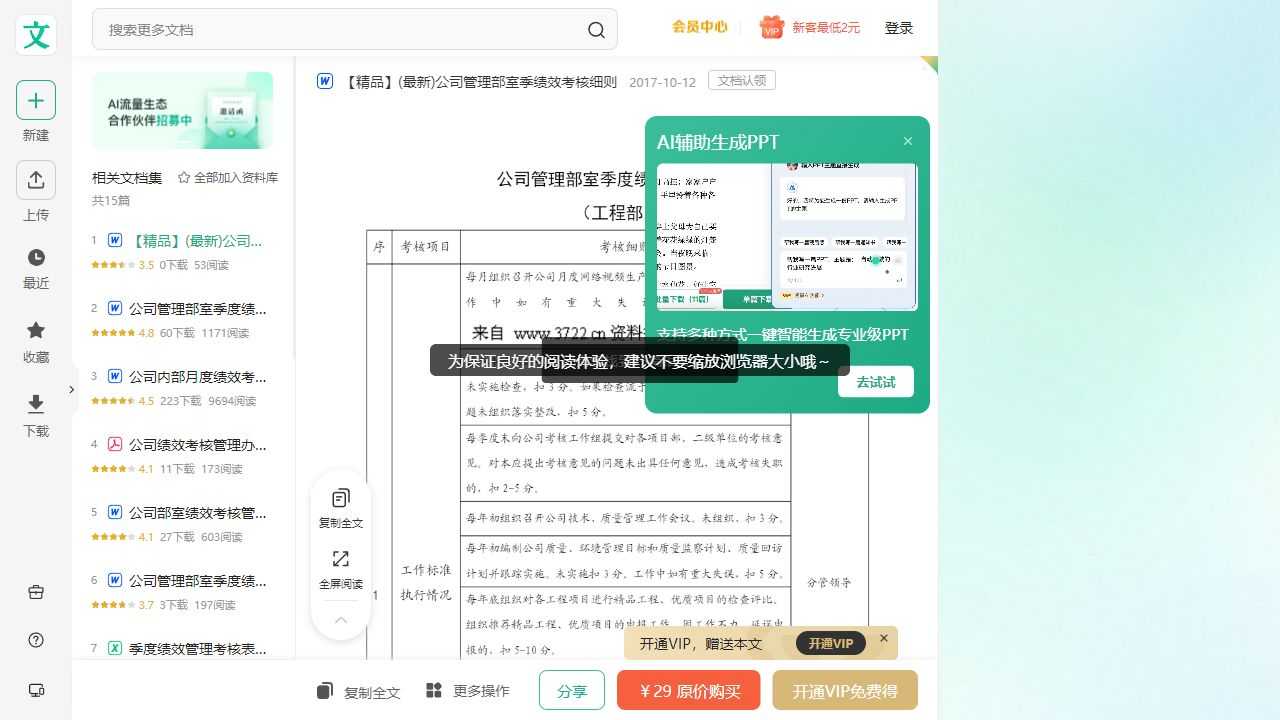 文
搜索更多文档
会员中心
VIP
新客最低2元
登录
新建
上传
最近
收藏
下载
AI流量生态
合作伙伴招募中
邀请函
相关文档集
全部加入资料库
共15篇
1 W 【精品】(最新)公司...
3.5 0下载 53阅读
2 W 公司管理部室季度绩...
4.8 60下载 1171阅读
3 W 公司内部月度绩效考...
4.5 223下载 9694阅读
4 公司绩效考核管理办...
4.1 11下载 173阅读
5 W 公司部室绩效考核管...
4.1 27下载 603阅读
6 W 公司管理部室季度绩...
3.7 3下载 197阅读
7 X 季度绩效管理考核表...
W 【精品】(最新)公司管理部室季绩效考核细则 2017-10-12 文档认领
公司管理部室季度绩
（工程部
序 考核项目 考核细则
每月组织召开公司月度网络视频生产
作中如有重大失
来自 www.3722.cn 资料
未实施检查，扣3分。如果检查流于
题未组织落实整改，扣5分。
每季度未向公司考核工作组提交对各项目部、二级单位的考核意
见。对本应提出考核意见的问题未出具任何意见，造成考核失职
的，扣2-5分。
每年初组织召开公司技术、质量管理工作会议。未组织，扣3分。
每年初编制公司质量、环境管理目标和质量监察计划、质量回访
计划并跟踪实施。未实施扣3分。工作中如有重大失误，扣5分。
每年底组织对各工程项目进行精品工程、优质项目的检查评比。
组织推荐精品工程、优质项目的申报工作。因工作不力，延误申
报的，扣5-10分。
1
工作标准
执行情况
分管领导
AI辅助生成PPT
支持多种方式一键智能生成专业级PPT
去试试
为保证良好的阅读体验，建议不要缩放浏览器大小哦～
复制全文
全屏阅读
开通VIP，赠送本文
开通VIP
复制全文
更多操作
分享
￥29 原价购买
开通VIP免费得